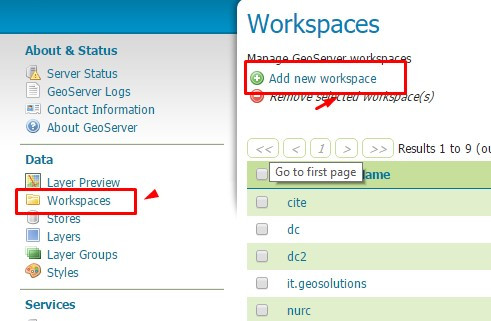 About & Status
Server Status
GeoServer Logs
Contact Information
About GeoServer
Data
Layer Preview
Workspaces
Stores
Layers
Layer Groups
Styles
Services
Workspaces
Manage GeoServer workspaces
Add new workspace
Remove selected workspace(s)
<< < 1 > >> Results 1 to 9 (ou
Go to first page
cite
dc
dc2
it.geosolutions
nurc